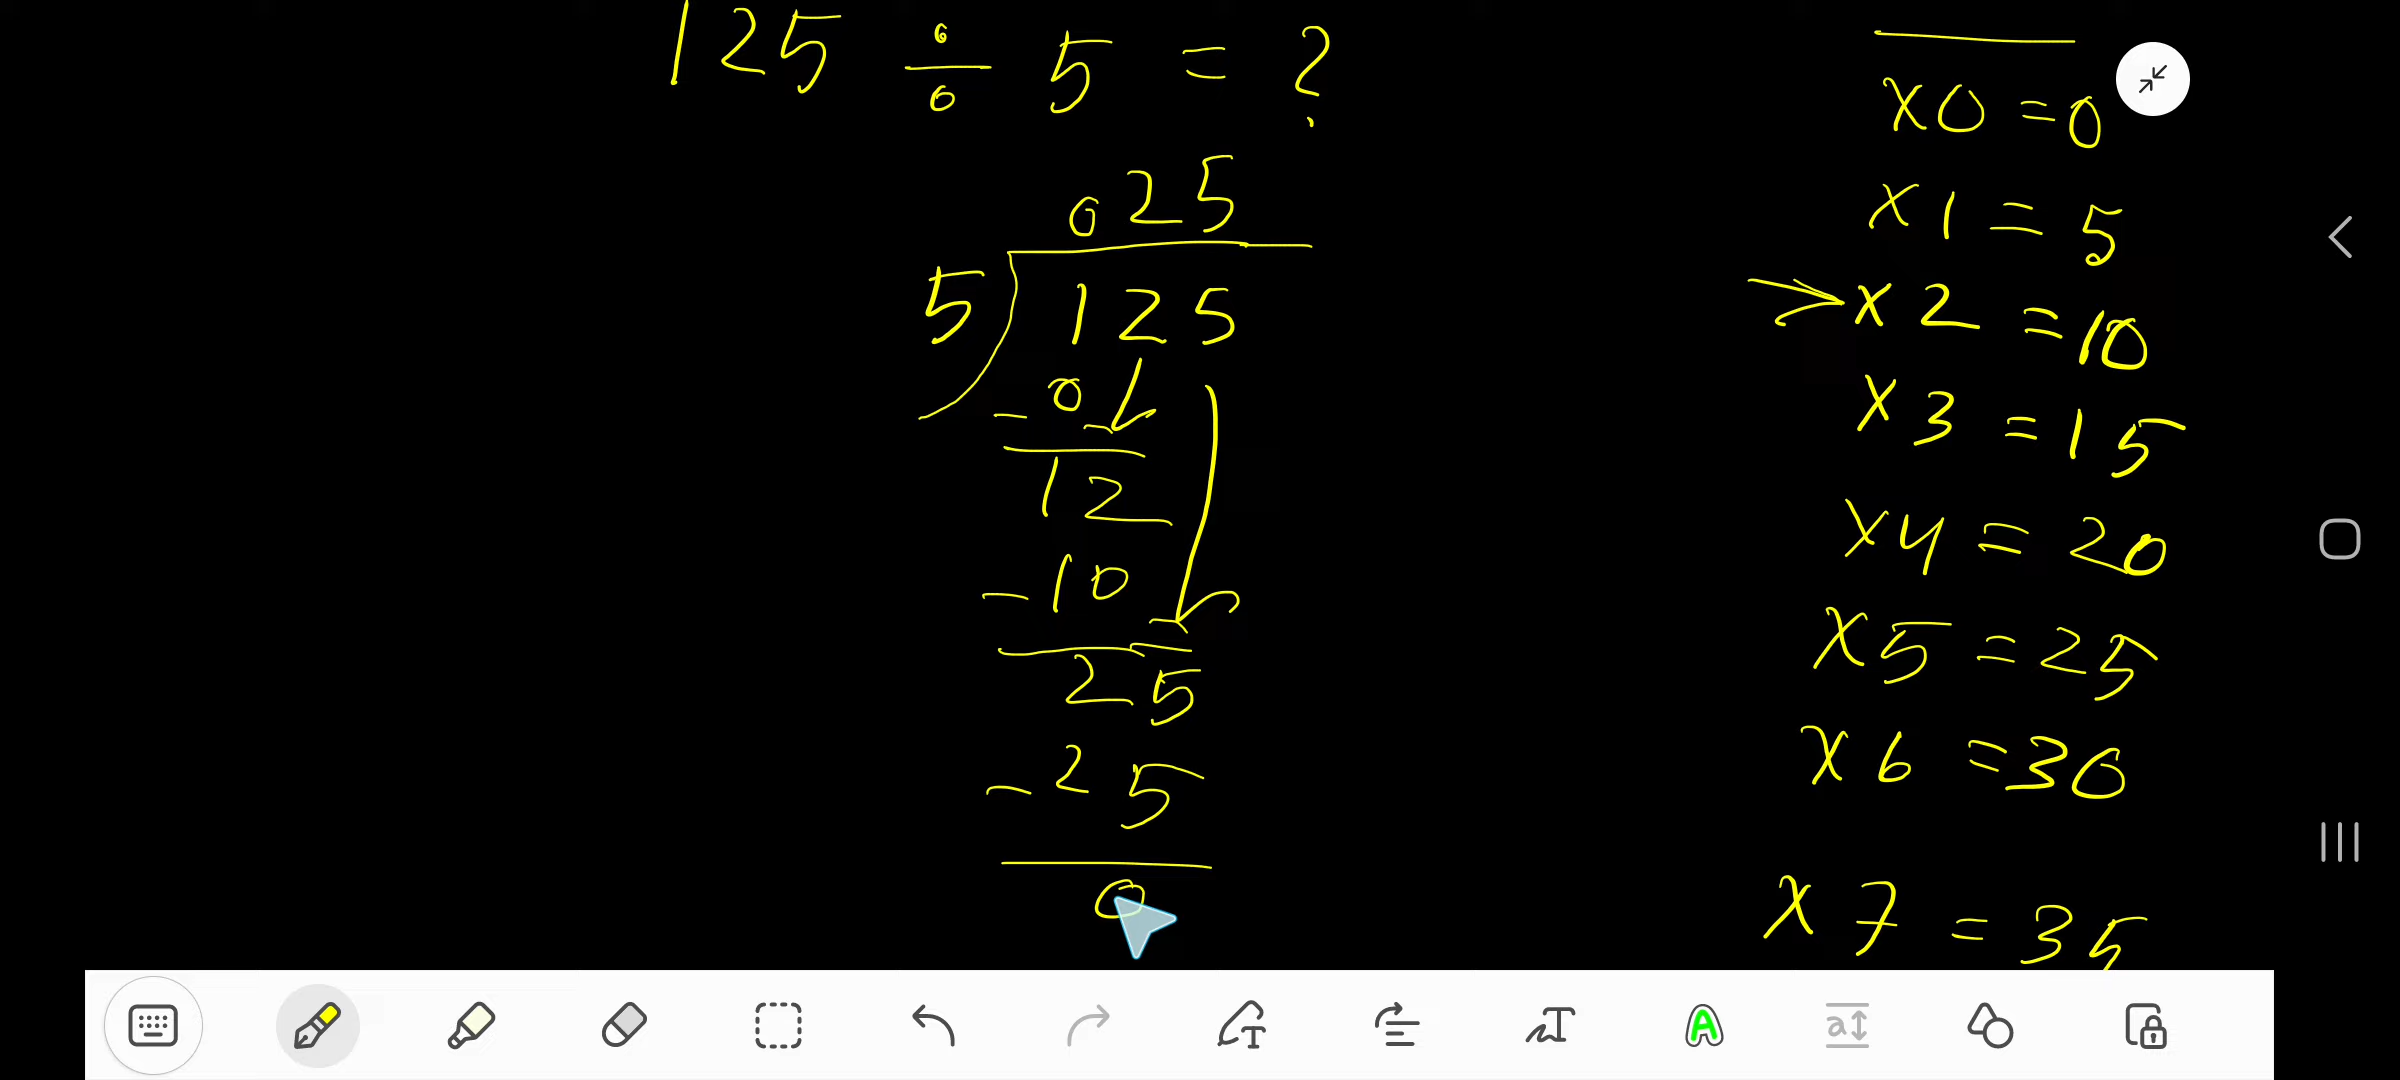 125 ÷ 5 = ?
025
5 125
- 0
12
- 10
25
- 25
0
x0 = 0
x1 = 5
x2 = 10
x3 = 15
x4 = 20
x5 = 25
x6 = 30
x7 = 35